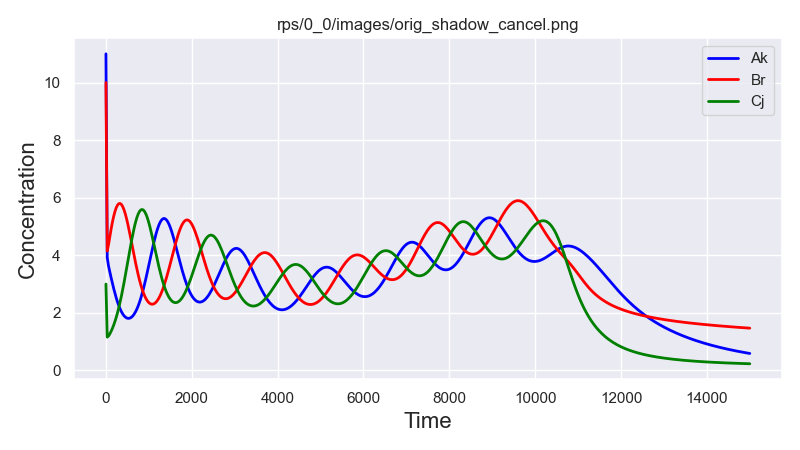 rps/0_0/images/orig_shadow_cancel.png
Ak
Br
Cj
Concentration
10
8
6
4
2
0
0 2000 4000 6000 8000 10000 12000 14000
Time